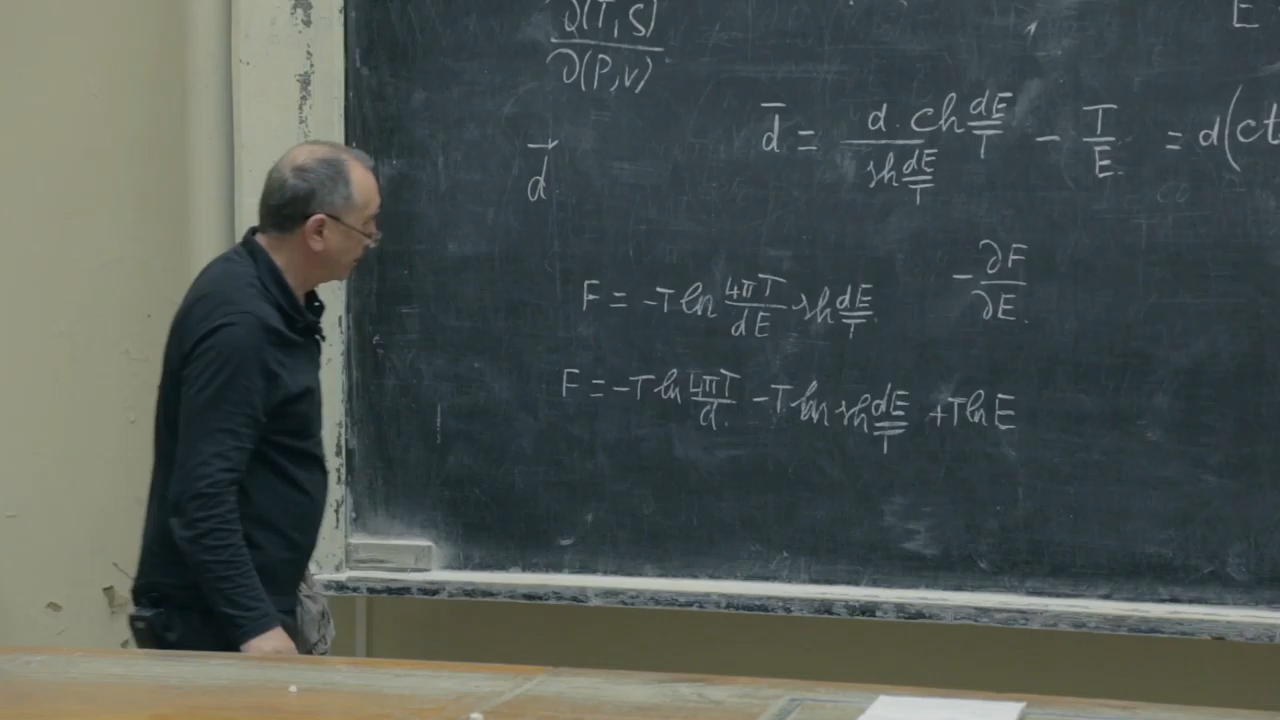 ∂(T,S)
∂(P,V)
E
d⃗
d̄ = d · ch dE/T / sh dE/T − T/E = d(ct
F = −T ln 4πT/dE sh dE/T
− ∂F/∂E.
F = −T ln 4πT/d. − T ln sh dE/T + T ln E